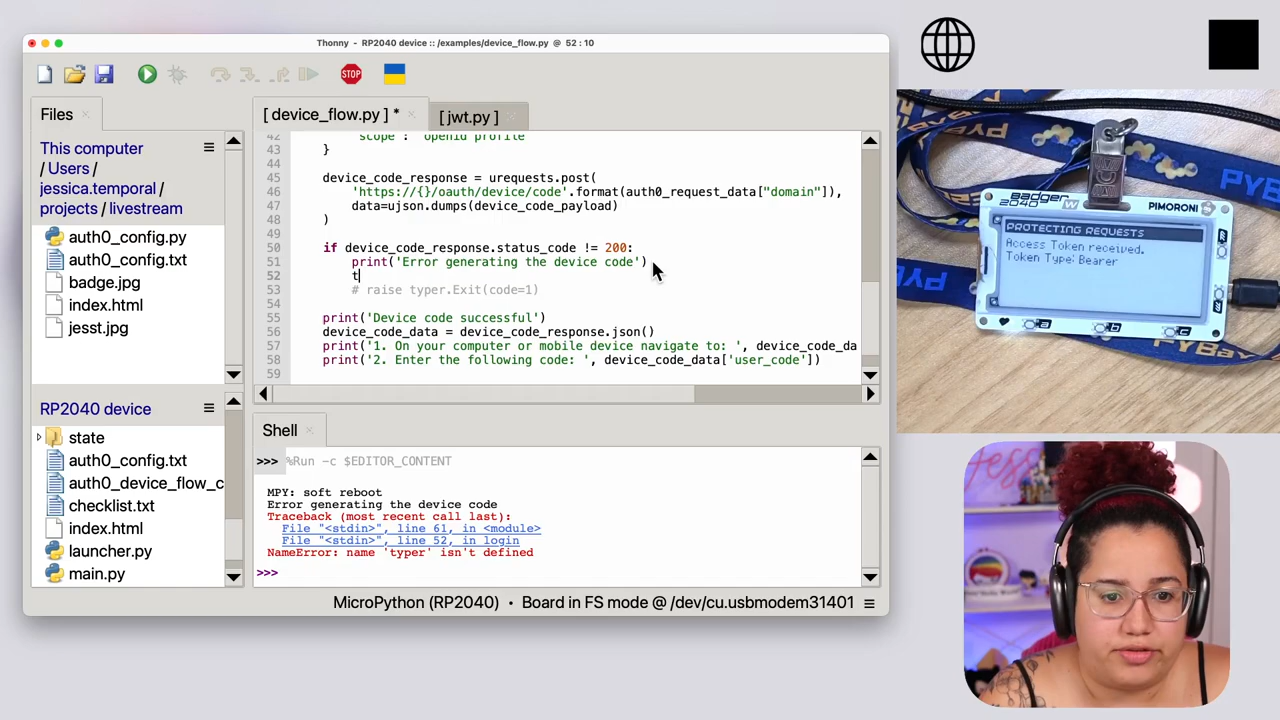 Thonny - RP2040 device :: /examples/device_flow.py @ 52 : 10
STOP
Files
This computer
/ Users /
jessica.temporal /
projects / livestream
auth0_config.py
auth0_config.txt
badge.jpg
index.html
jesst.jpg
RP2040 device
state
auth0_config.txt
auth0_device_flow_c
checklist.txt
index.html
launcher.py
main.py
[ device_flow.py ] *
[ jwt.py ]
42 'scope': 'openid profile'
43 }
44
45 device_code_response = urequests.post(
46 'https://{}/oauth/device/code'.format(auth0_request_data["domain"]),
47 data=ujson.dumps(device_code_payload)
48 )
49
50 if device_code_response.status_code != 200:
51 print('Error generating the device code')
52 t
53 # raise typer.Exit(code=1)
54
55 print('Device code successful')
56 device_code_data = device_code_response.json()
57 print('1. On your computer or mobile device navigate to: ', device_code_da
58 print('2. Enter the following code: ', device_code_data['user_code'])
59
Shell
>>> %Run -c $EDITOR_CONTENT
MPY: soft reboot
Error generating the device code
Traceback (most recent call last):
File "<stdin>", line 61, in <module>
File "<stdin>", line 52, in login
NameError: name 'typer' isn't defined
>>>
MicroPython (RP2040) • Board in FS mode @ /dev/cu.usbmodem31401
Badger
2040 W
PIMORONI
PROTECTING REQUESTS
Access Token received.
Token Type: Bearer
a
b
c
PYBay